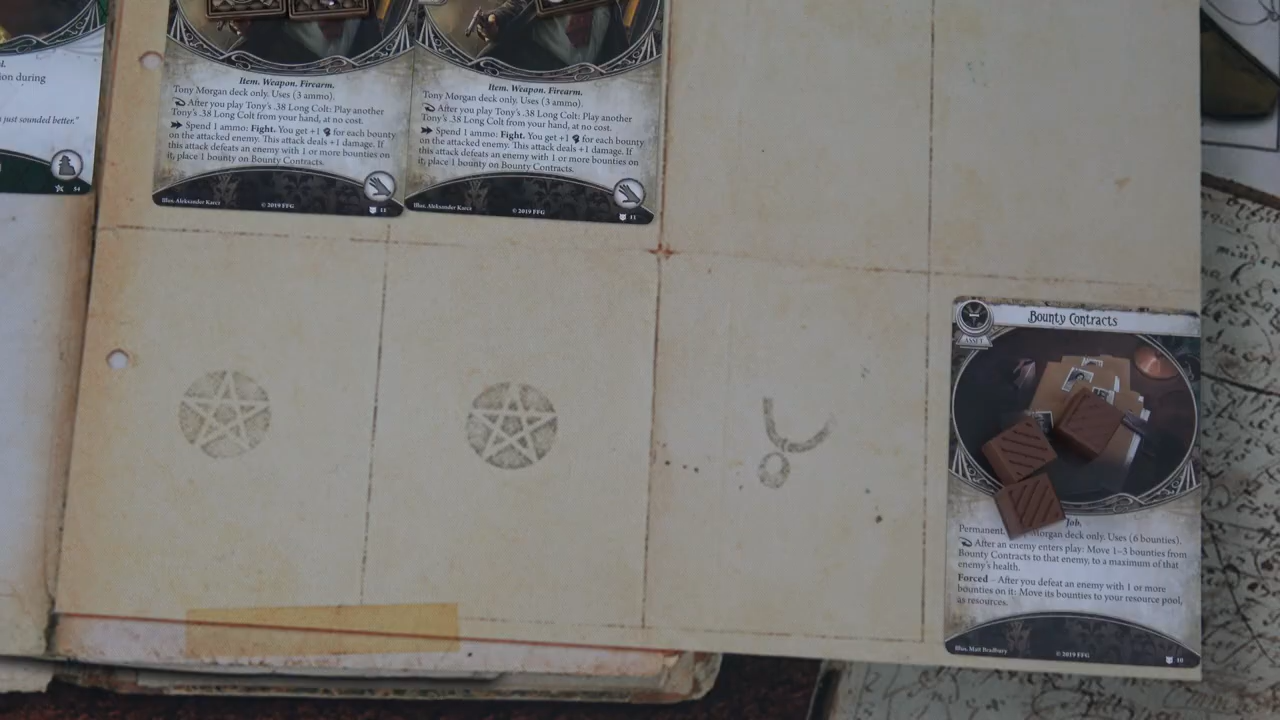 ion during
just sounded better."
54
Item. Weapon. Firearm.
Tony Morgan deck only. Uses (3 ammo).
After you play Tony's .38 Long Colt: Play another
Tony's .38 Long Colt from your hand, at no cost.
Spend 1 ammo: Fight. You get +1 for each bounty
on the attacked enemy. This attack deals +1 damage. If
this attack defeats an enemy with 1 or more bounties on
it, place 1 bounty on Bounty Contracts.
© 2019 FFG
11
Item. Weapon. Firearm.
Tony Morgan deck only. Uses (3 ammo).
After you play Tony's .38 Long Colt: Play another
Tony's .38 Long Colt from your hand, at no cost.
Spend 1 ammo: Fight. You get +1 for each bounty
on the attacked enemy. This attack deals +1 damage. If
this attack defeats an enemy with 1 or more bounties on
it, place 1 bounty on Bounty Contracts.
© 2019 FFG
11
Bounty Contracts
ASSET
Job.
Permanent. Morgan deck only. Uses (6 bounties).
After an enemy enters play: Move 1–3 bounties from
Bounty Contracts to that enemy, to a maximum of that
enemy's health.
Forced – After you defeat an enemy with 1 or more
bounties on it: Move its bounties to your resource pool,
as resources.
Illus. Matt Bradbury
© 2019 FFG
10